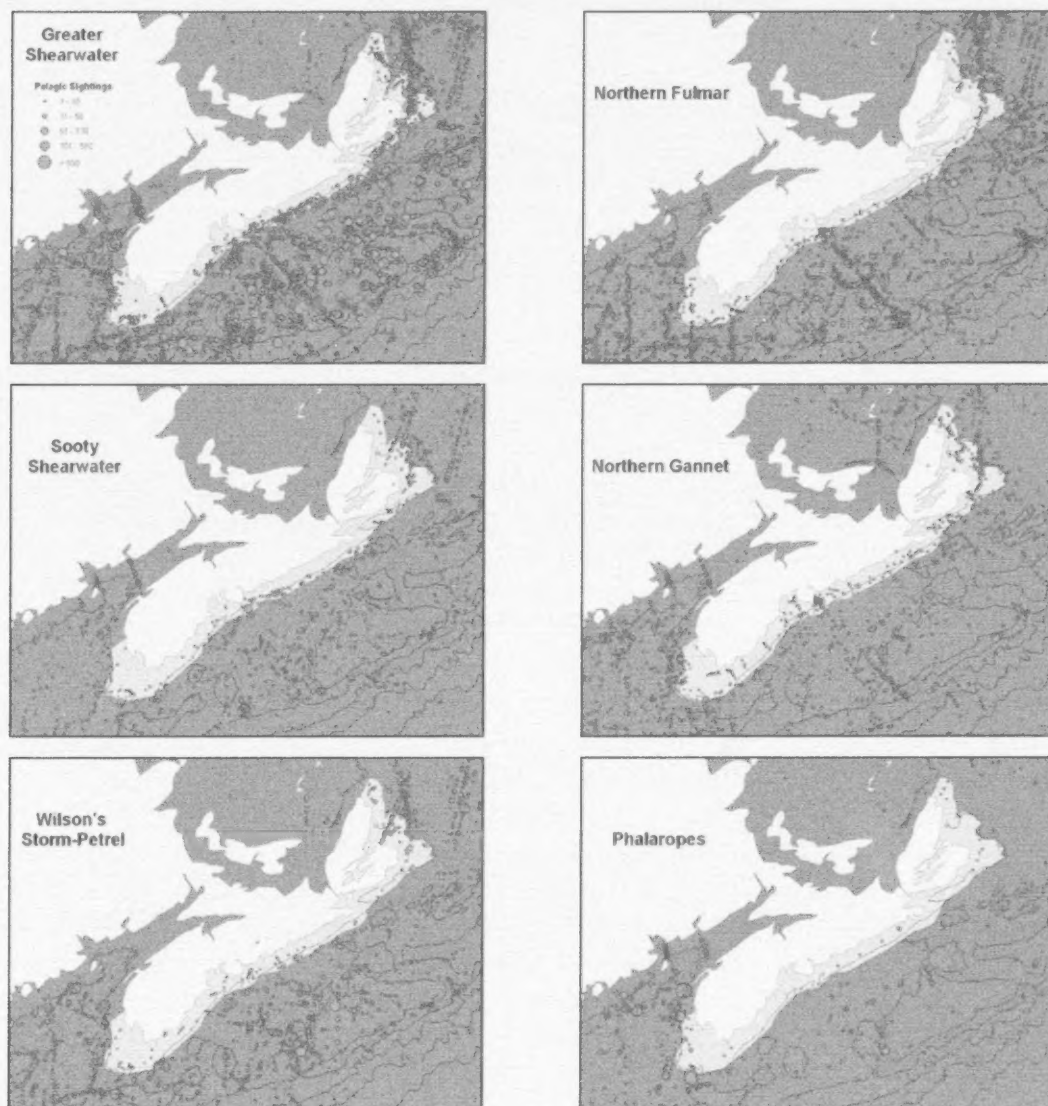 Greater
Shearwater
Pelagic Sightings
Northern Fulmar
Sooty
Shearwater
Northern Gannet
Wilson's
Storm-Petrel
Phalaropes